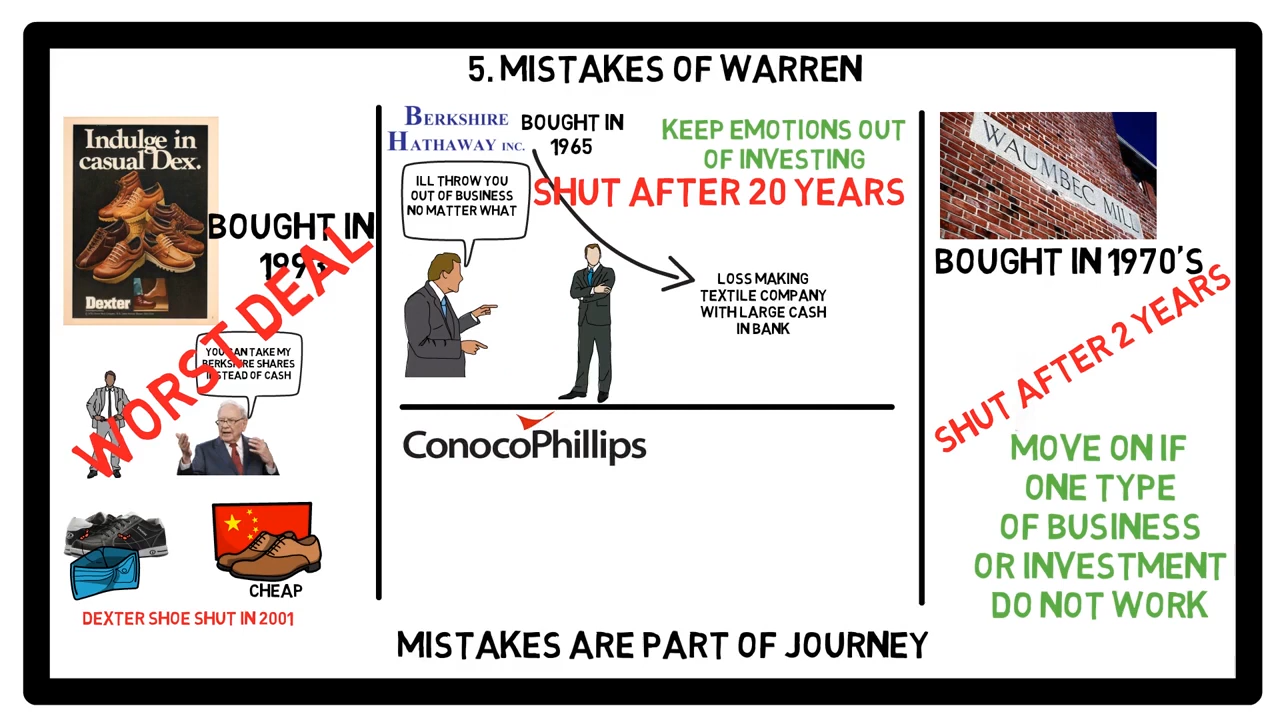 5. MISTAKES OF WARREN
Indulge in
casual Dex.
Dexter
BOUGHT IN
WORST DEAL
YOU CAN TAKE MY
BERKSHIRE SHARES
INSTEAD OF CASH
CHEAP
DEXTER SHOE SHUT IN 2001
BERKSHIRE
HATHAWAY INC.
BOUGHT IN
1965
KEEP EMOTIONS OUT
OF INVESTING
SHUT AFTER 20 YEARS
ILL THROW YOU
OUT OF BUSINESS
NO MATTER WHAT
LOSS MAKING
TEXTILE COMPANY
WITH LARGE CASH
IN BANK
ConocoPhillips
WAUMBEC MILL
BOUGHT IN 1970'S
SHUT AFTER 2 YEARS
MOVE ON IF
ONE TYPE
OF BUSINESS
OR INVESTMENT
DO NOT WORK
MISTAKES ARE PART OF JOURNEY